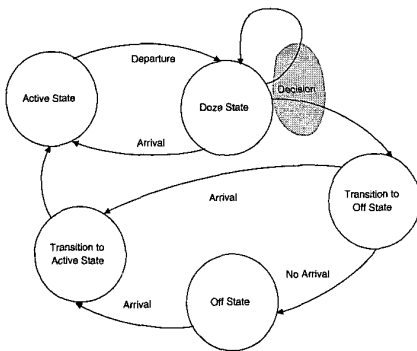 Departure
Active State
Doze State
Decision
Arrival
Arrival
Transition to
Off State
Transition to
Active State
No Arrival
Arrival
Off State